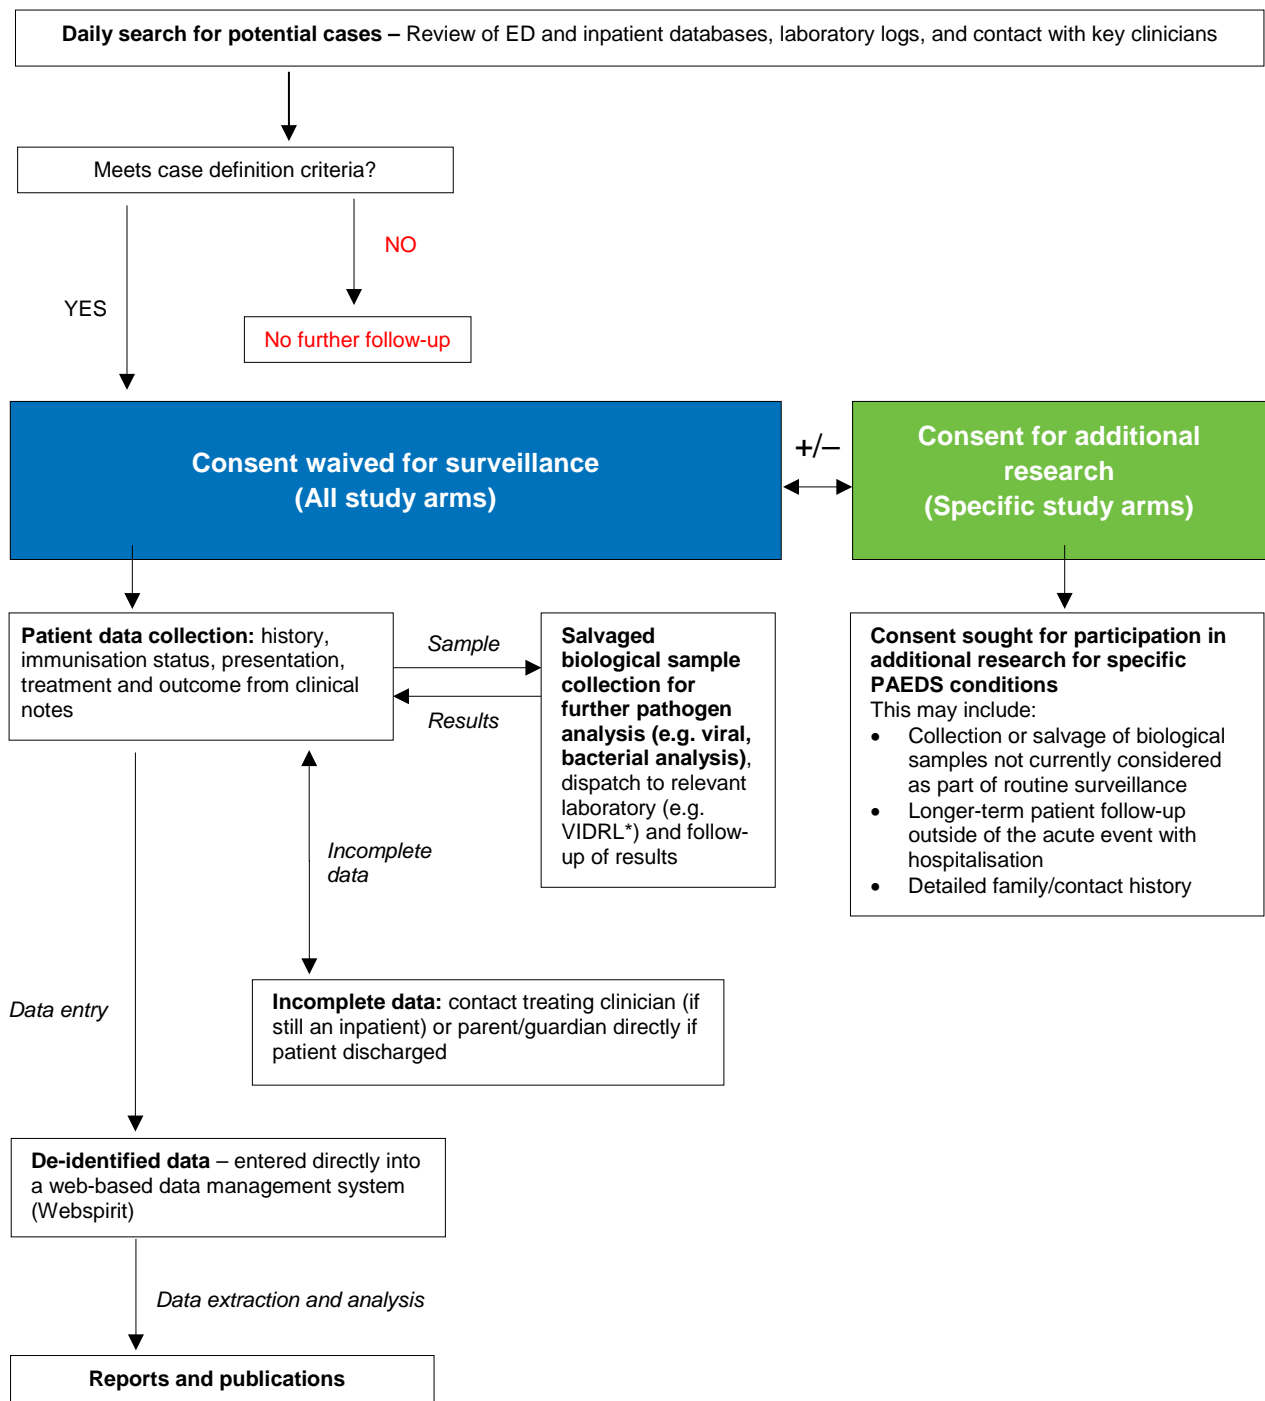 Daily search for potential cases – Review of ED and inpatient databases, laboratory logs, and contact with key clinicians
Meets case definition criteria?
NO
YES
No further follow-up
Consent waived for surveillance
(All study arms)
+/–
Consent for additional
research
(Specific study arms)
Patient data collection: history,
immunisation status, presentation,
treatment and outcome from clinical
notes
Sample
Results
Salvaged
biological sample
collection for
further pathogen
analysis (e.g. viral,
bacterial analysis),
dispatch to relevant
laboratory (e.g.
VIDRL*) and follow-
up of results
Consent sought for participation in
additional research for specific
PAEDS conditions
This may include:
• Collection or salvage of biological
samples not currently considered
as part of routine surveillance
• Longer-term patient follow-up
outside of the acute event with
hospitalisation
• Detailed family/contact history
Incomplete
data
Incomplete data: contact treating clinician (if
still an inpatient) or parent/guardian directly if
patient discharged
Data entry
De-identified data – entered directly into
a web-based data management system
(Webspirit)
Data extraction and analysis
Reports and publications